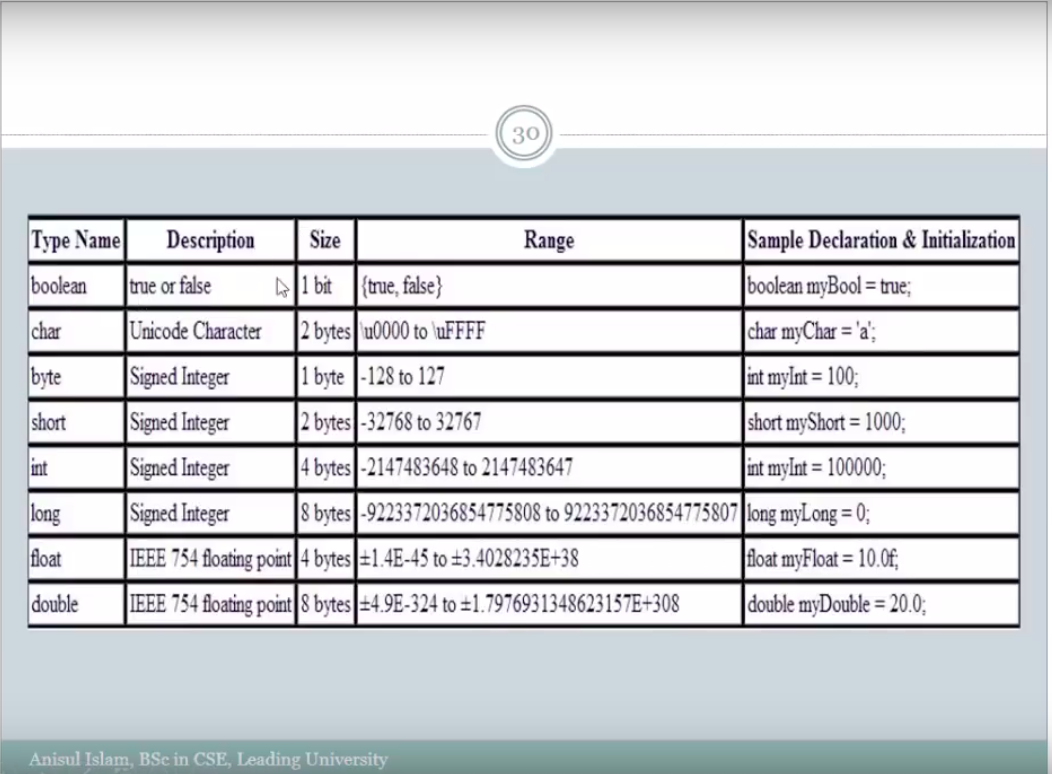 30
Type Name Description Size Range Sample Declaration & Initialization
boolean true or false 1 bit {true, false} boolean myBool = true;
char Unicode Character 2 bytes \u0000 to \uFFFF char myChar = 'a';
byte Signed Integer 1 byte -128 to 127 int myInt = 100;
short Signed Integer 2 bytes -32768 to 32767 short myShort = 1000;
int Signed Integer 4 bytes -2147483648 to 2147483647 int myInt = 100000;
long Signed Integer 8 bytes -9223372036854775808 to 9223372036854775807 long myLong = 0;
float IEEE 754 floating point 4 bytes ±1.4E-45 to ±3.4028235E+38 float myFloat = 10.0f;
double IEEE 754 floating point 8 bytes ±4.9E-324 to ±1.7976931348623157E+308 double myDouble = 20.0;
Anisul Islam, BSc in CSE, Leading University